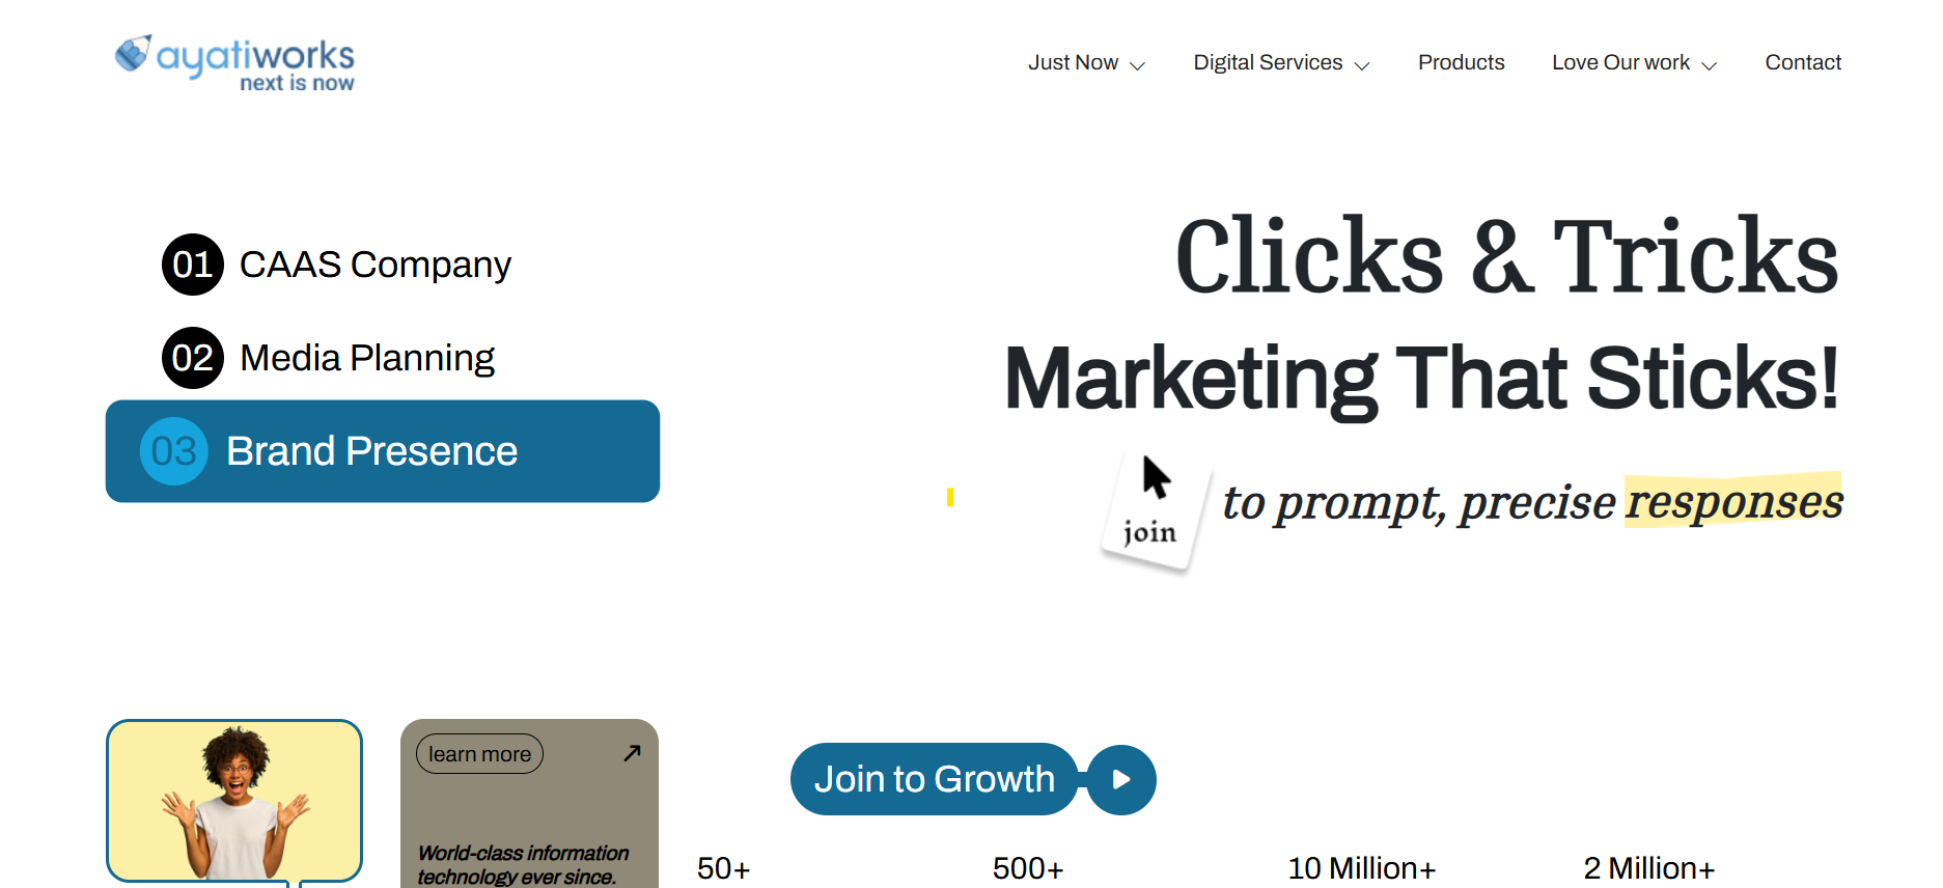 ayatiworks
next is now
Just Now
Digital Services
Products
Love Our work
Contact
01 CAAS Company
02 Media Planning
03 Brand Presence
Clicks & Tricks
Marketing That Sticks!
join
to prompt, precise responses
learn more
World-class information
technology ever since.
Join to Growth
50+
500+
10 Million+
2 Million+